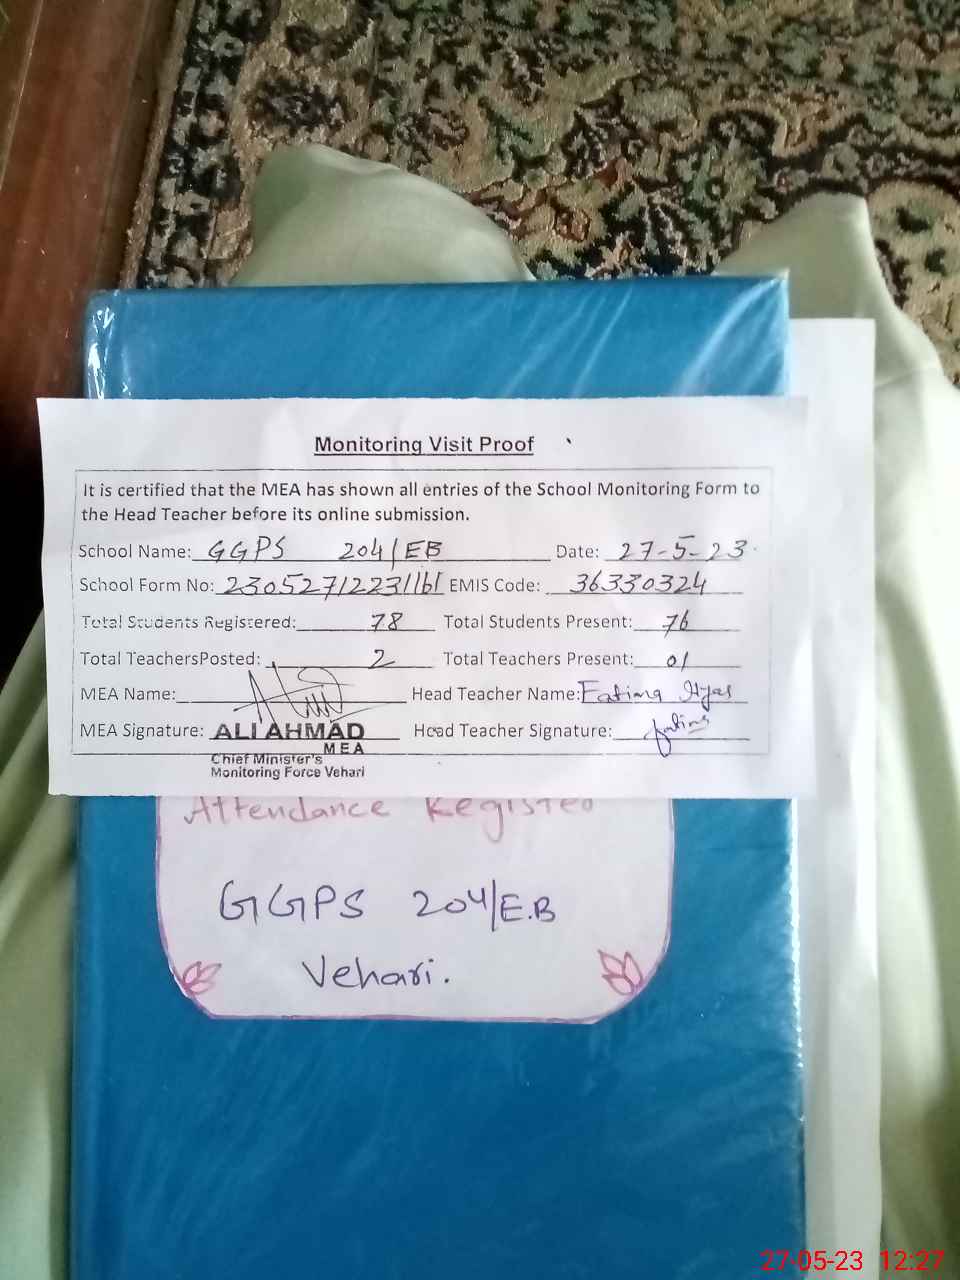 Monitoring Visit Proof
It is certified that the MEA has shown all entries of the School Monitoring Form to
the Head Teacher before its online submission.
School Name: GGPS 204/EB Date: 27-5-23
School Form No: EMIS Code: 36330324
Total Students Registered: 78 Total Students Present: 76
Total TeachersPosted: 2 Total Teachers Present: 01
MEA Name: Head Teacher Name: Fatima
MEA Signature: ALI AHMAD Head Teacher Signature:
MEA
Chief Minister's
Monitoring Force Vehari
Attendance Register
GGPS 204/E.B
Vehari.
27-05-23 12:27